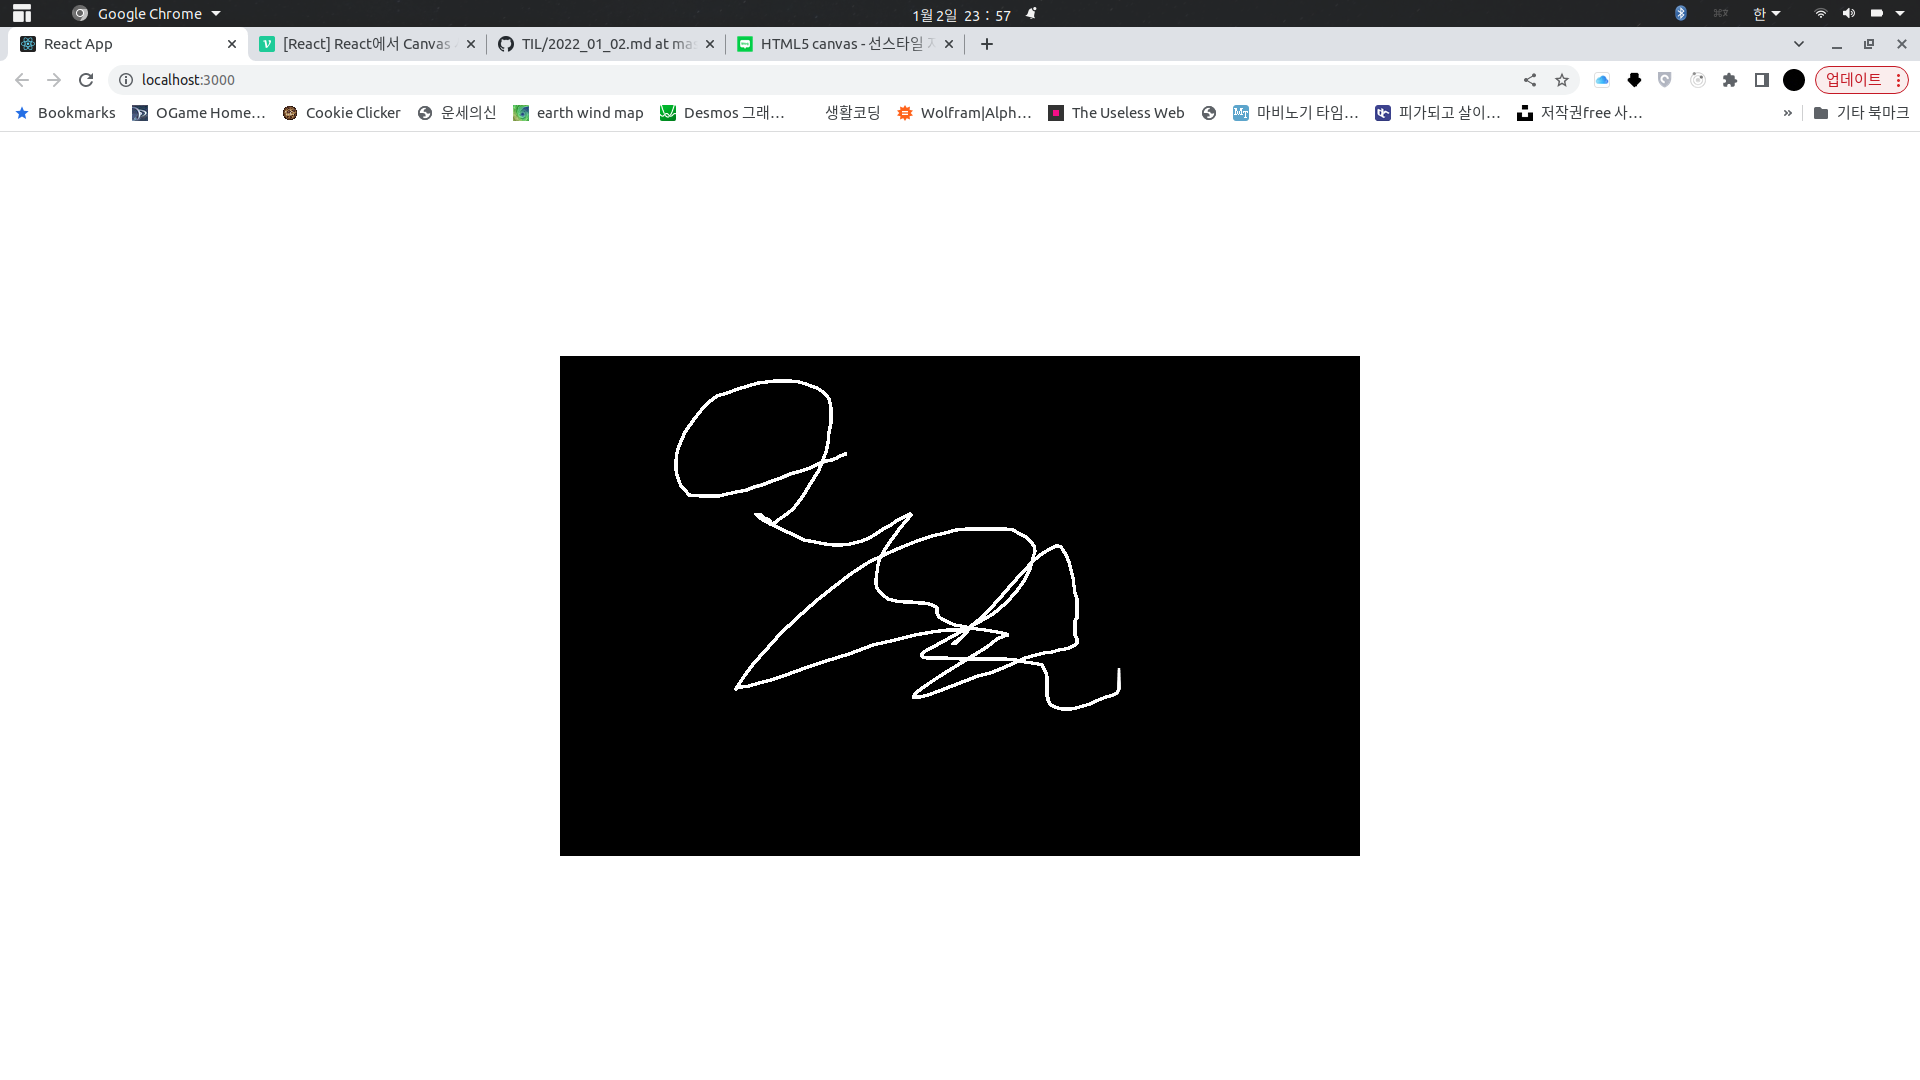 Google Chrome 1월 2일 23 : 57 한
React App [React] React에서 Canvas TIL/2022_01_02.md at mas HTML5 canvas - 선스타일 지
localhost:3000 업데이트
Bookmarks OGame Home... Cookie Clicker 운세의신 earth wind map Desmos 그래... 생활코딩 Wolfram|Alph... The Useless Web 마비노기 타임... 피가되고 살이... 저작권free 사... » 기타 북마크